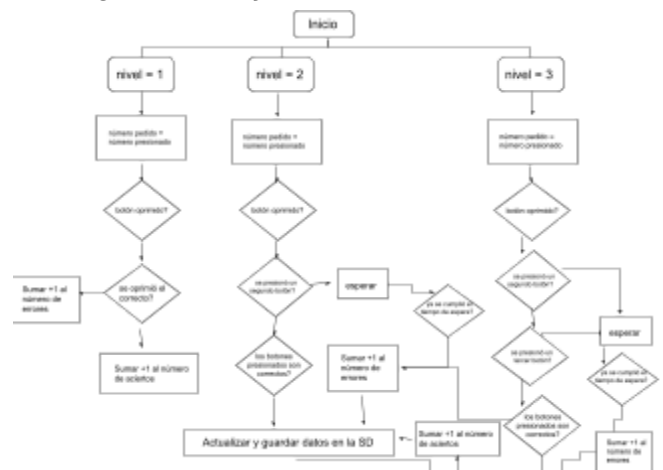 Inicio
nivel = 1
nivel = 2
nivel = 3
número pedido =
número presionado
número pedido =
número presionado
número pedido =
número presionado
botón oprimido?
botón oprimido?
botón oprimido?
Sumar +1 al
número de
errores
se oprimió el
correcto?
se presionó un
segundo botón?
esperar
ya se cumplió el
tiempo de espera?
se presionó un
segundo botón?
esperar
Sumar +1 al número
de aciertos
los botones
presionados son
correctos?
Sumar +1 al
número de
errores
se presionó un
tercer botón?
ya se cumplió el
tiempo de espera?
Actualizar y guardar datos en la SD
Sumar +1 al número
de aciertos
los botones
presionados son
correctos?
Sumar +1 al
número de
errores